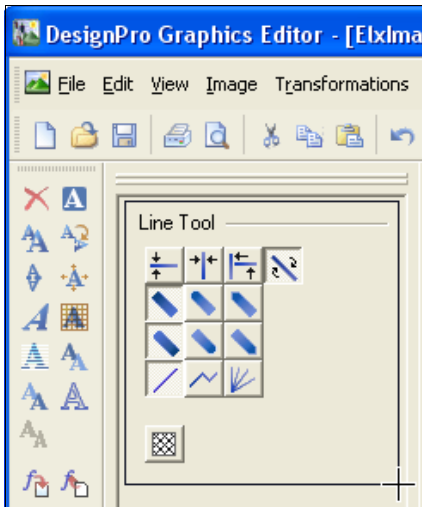 DesignPro Graphics Editor - [ElxIma
File Edit View Image Transformations
Line Tool